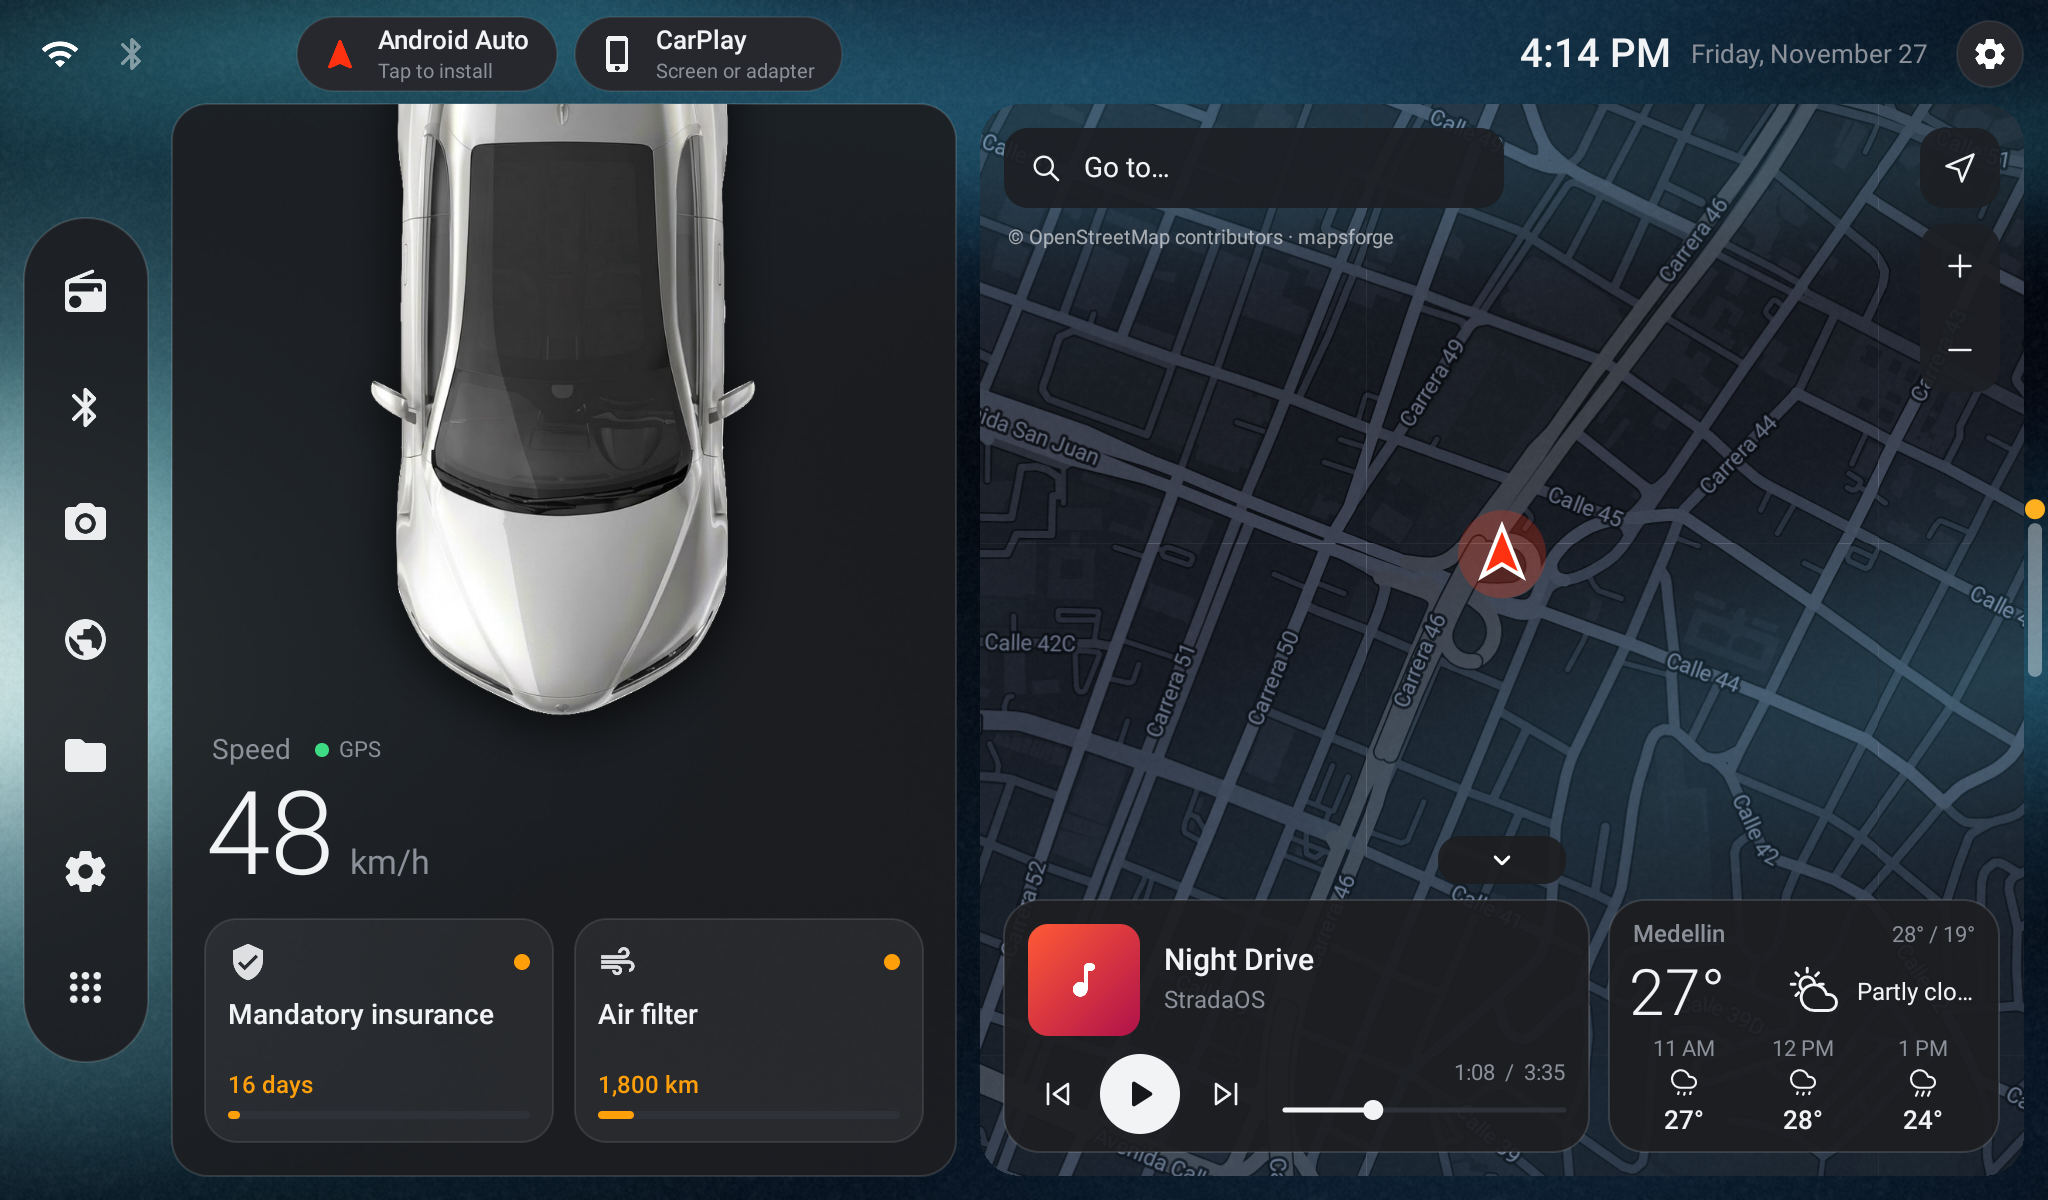 Android Auto
Tap to install
CarPlay
Screen or adapter
4:14 PM
Friday, November 27
Go to...
© OpenStreetMap contributors · mapsforge
Carrera 46
Carrera 49
Carrera 44
San Juan
Calle 45
Calle 42C
Carrera 51
Carrera 50
Carrera 46
Calle 44
Calle 42
Calle 41
Speed
GPS
48 km/h
Mandatory insurance
16 days
Air filter
1,800 km
Night Drive
StradaOS
1:08 / 3:35
Medellin
28° / 19°
27°
Partly clo...
11 AM
12 PM
1 PM
27°
28°
24°
Calle 39